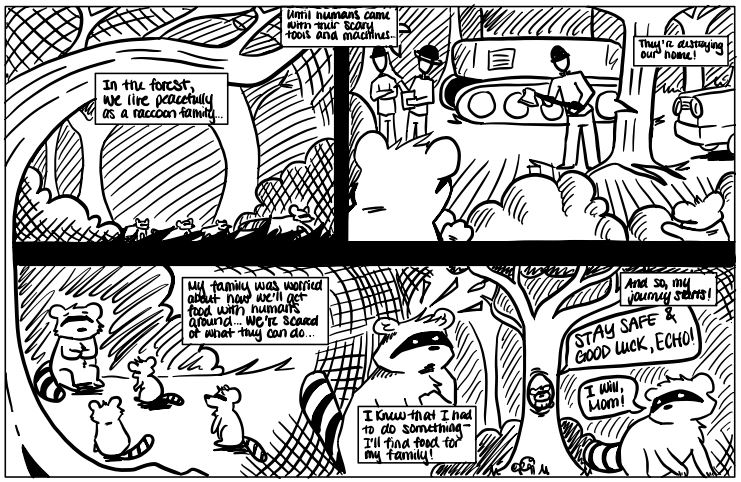 In the forest,
we live peacefully
as a raccoon family...
Until humans came
with their scary
tools and machines...
They're destroying
our home!
My family was worried
about how we'll get
food with humans
around... We're scared
of what they can do...
I knew that I had
to do something-
I'll find food for
my family!
And so, my
journey starts!
STAY SAFE &
GOOD LUCK, ECHO!
I will,
Mom!